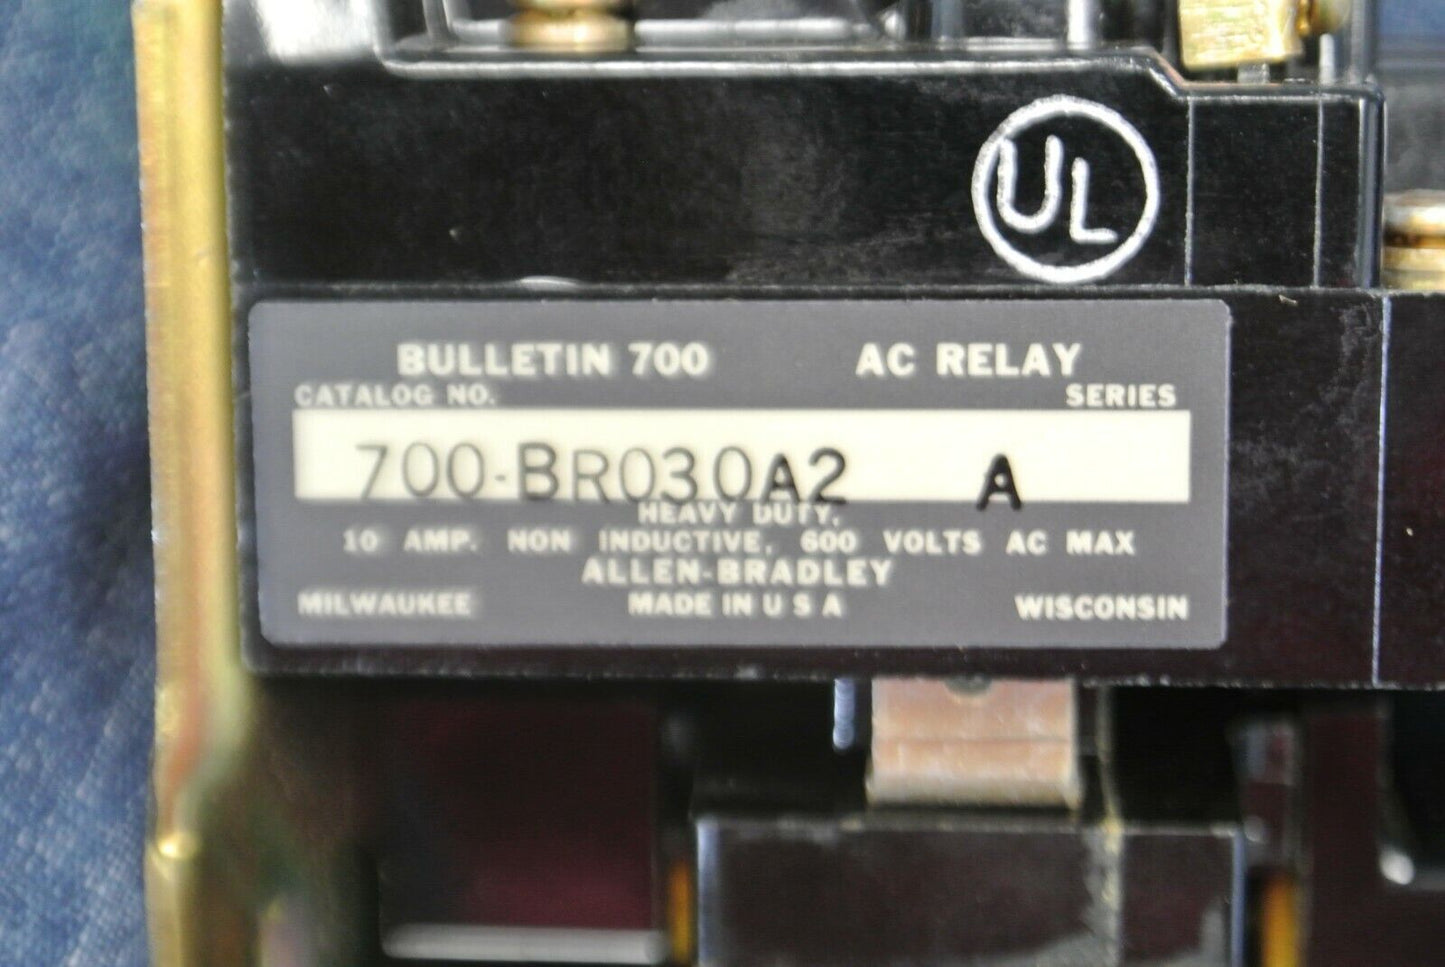 UL
BULLETIN 700 AC RELAY
CATALOG NO. SERIES
700-BR030A2 A
HEAVY DUTY,
10 AMP. NON INDUCTIVE, 600 VOLTS AC MAX
ALLEN-BRADLEY
MILWAUKEE MADE IN U S A WISCONSIN